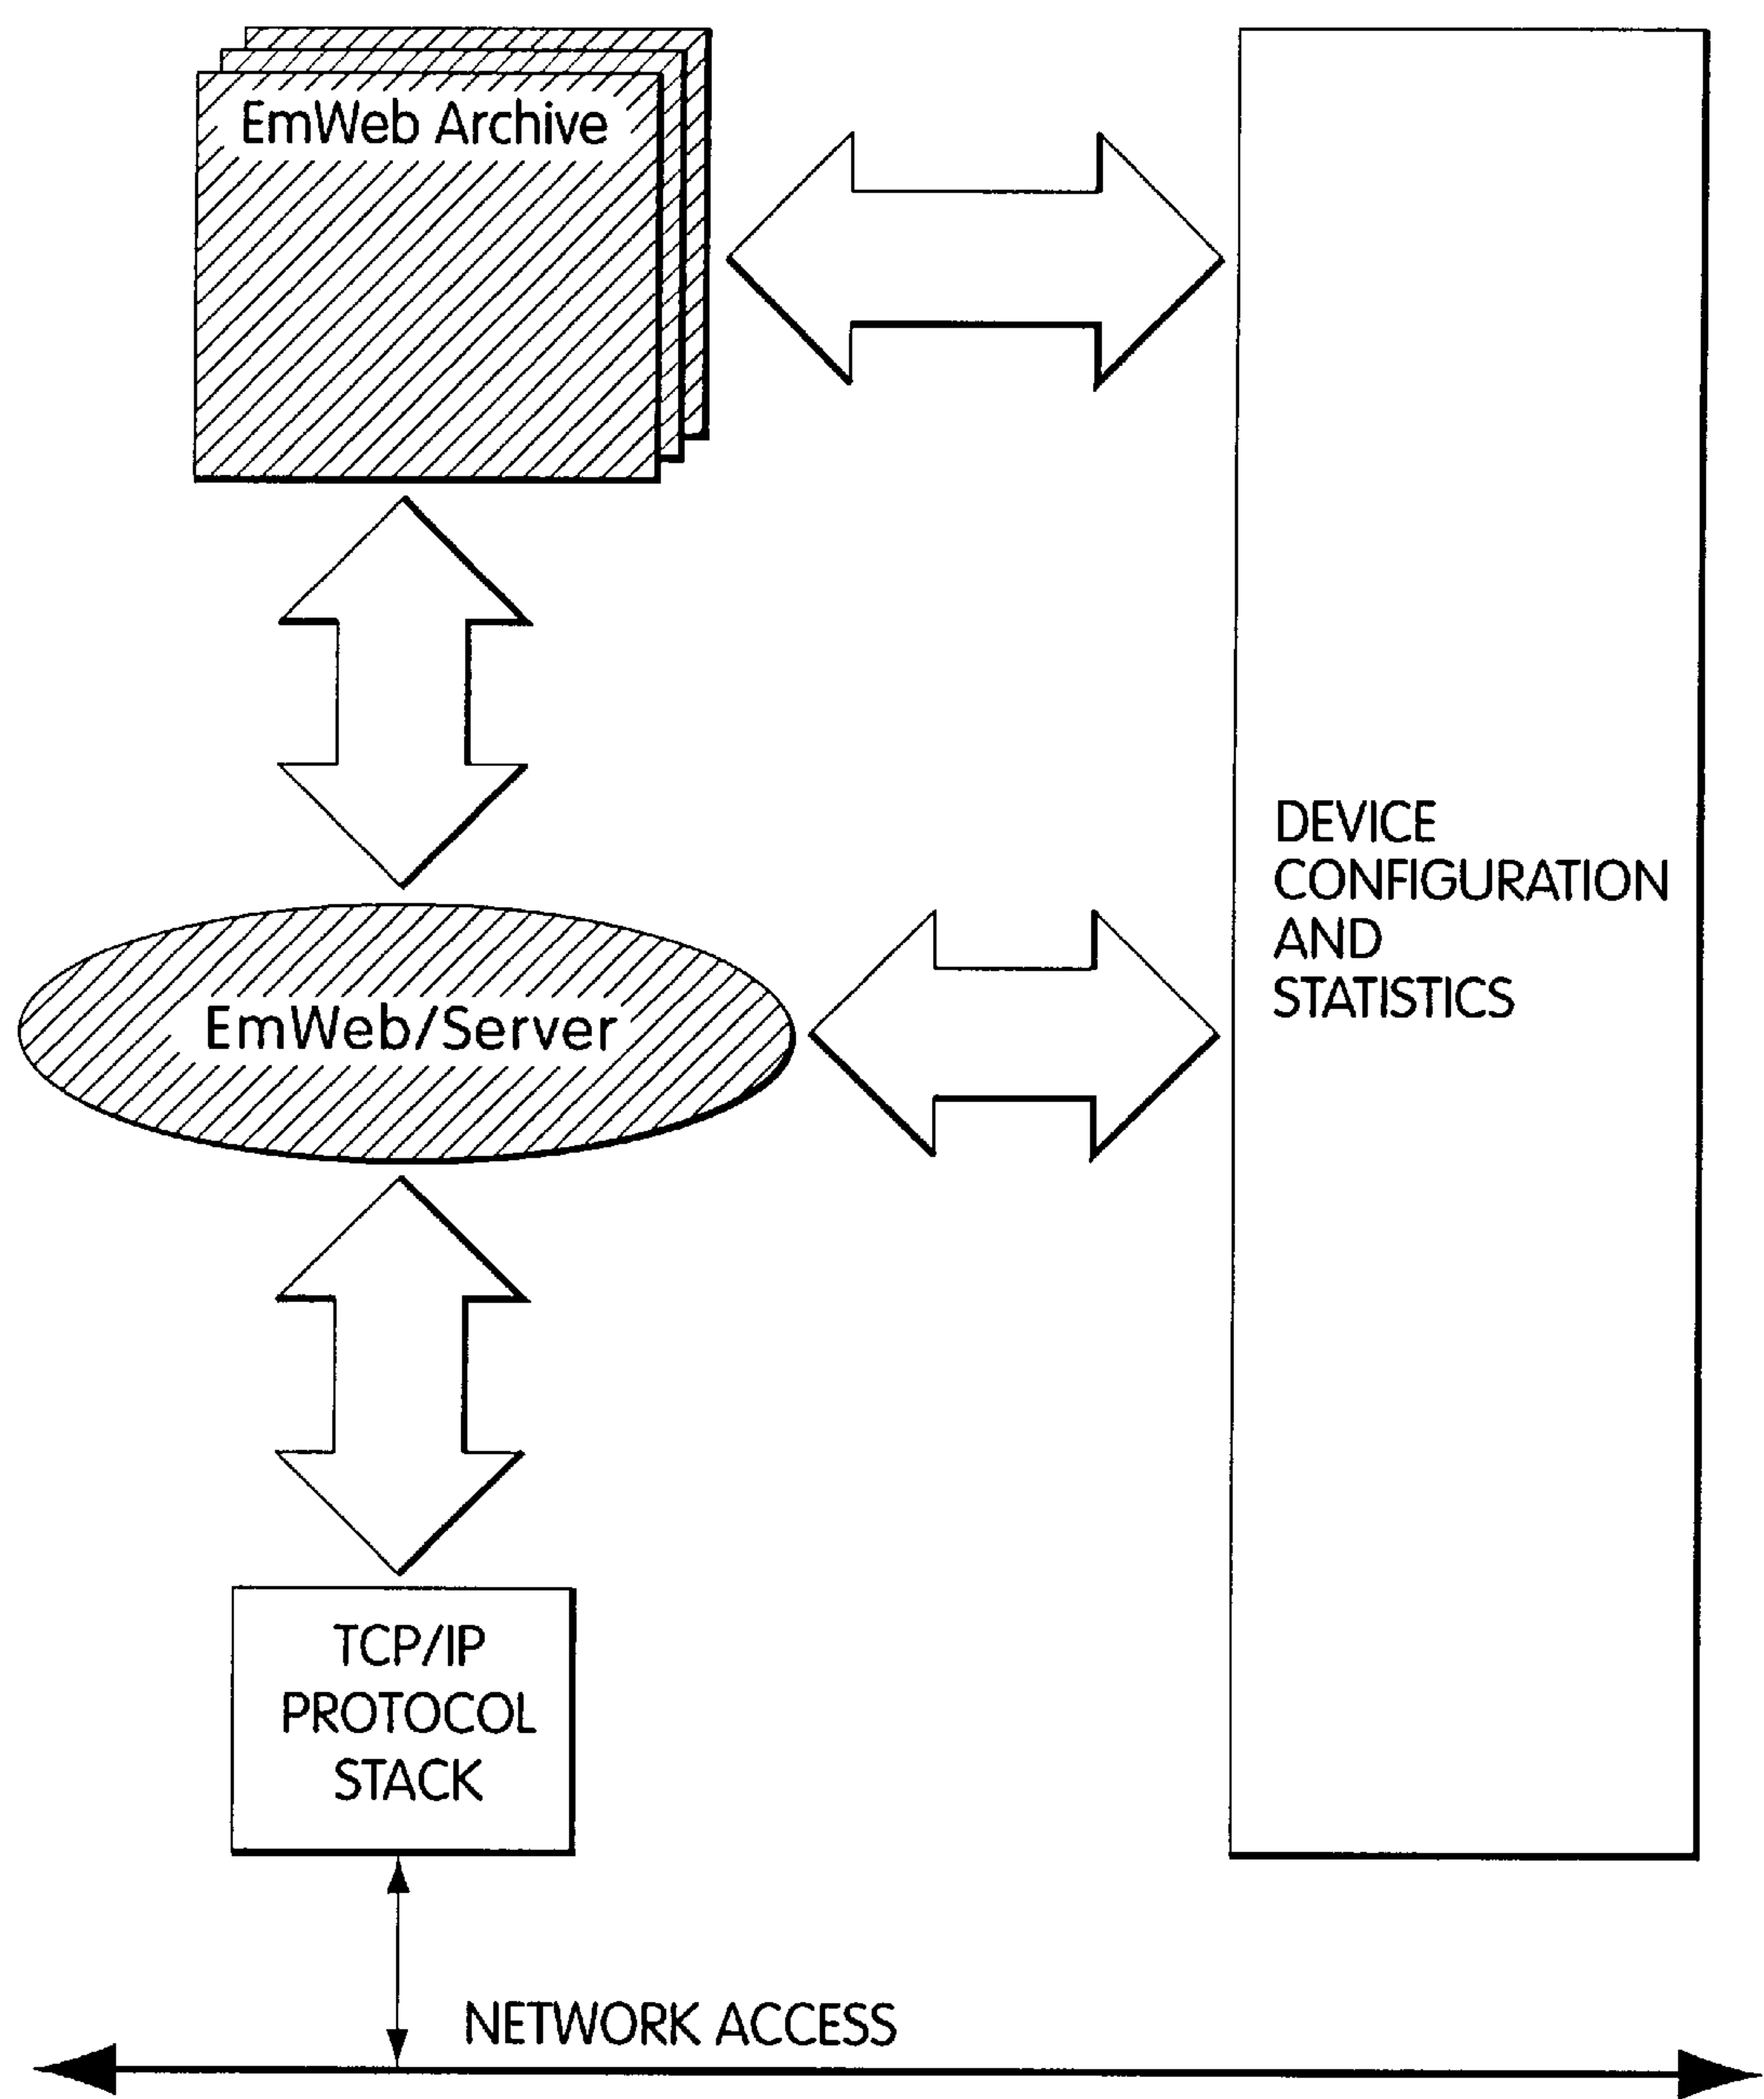 EmWeb Archive
DEVICE
CONFIGURATION
AND
STATISTICS
EmWeb/Server
TCP/IP
PROTOCOL
STACK
NETWORK ACCESS